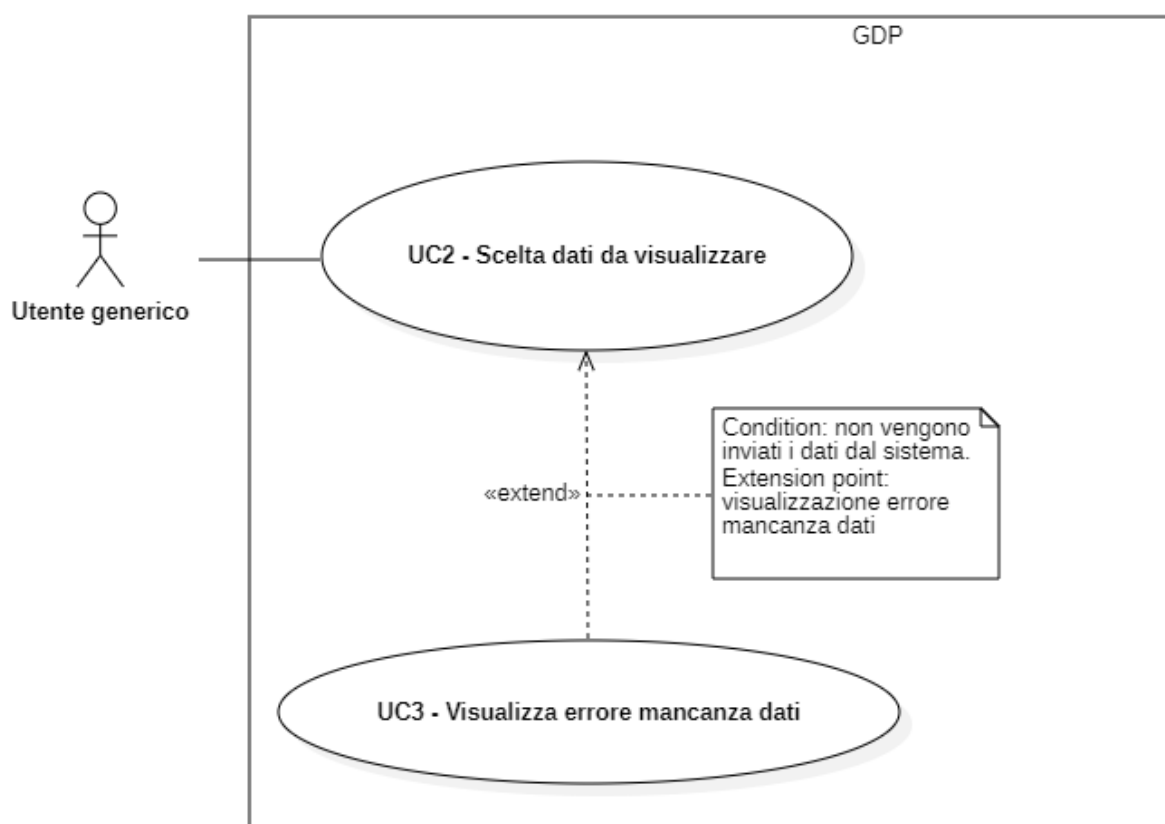 GDP
UC2 - Scelta dati da visualizzare
Utente generico
Condition: non vengono
inviati i dati dal sistema.
Extension point:
visualizzazione errore
mancanza dati
«extend»
UC3 - Visualizza errore mancanza dati